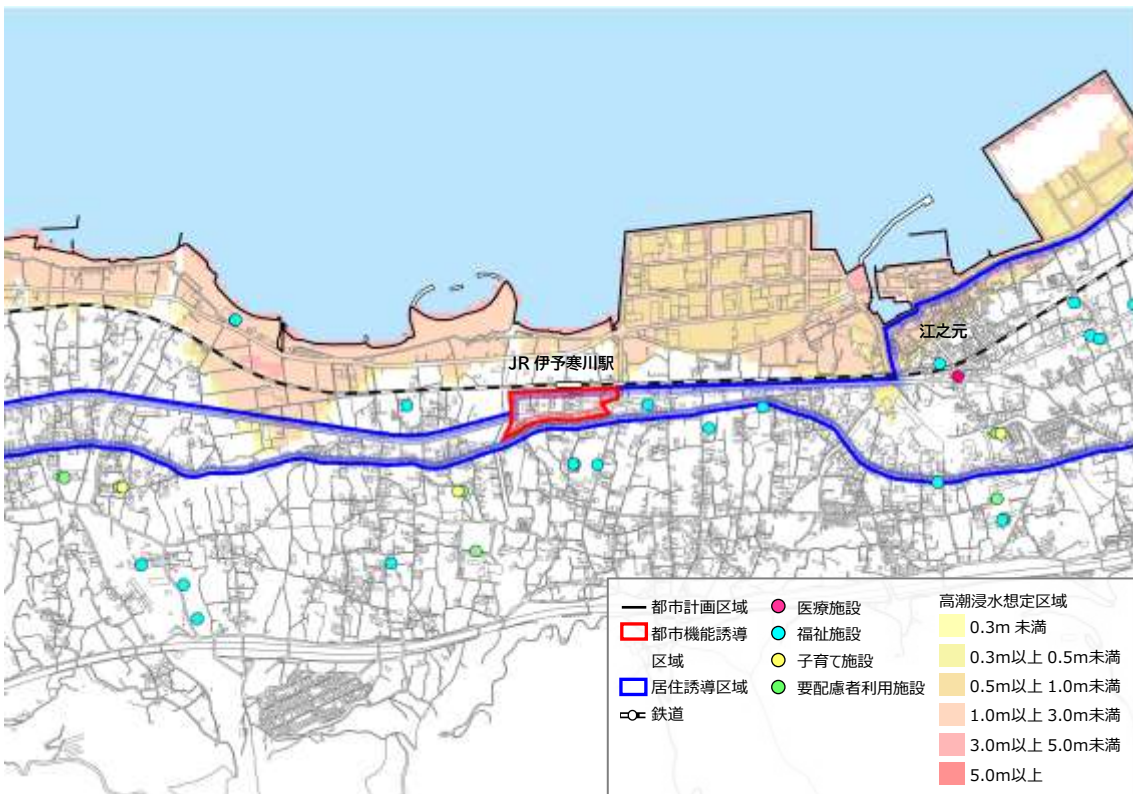 江之元
JR 伊予寒川駅
都市計画区域
都市機能誘導
区域
居住誘導区域
鉄道
医療施設
福祉施設
子育て施設
要配慮者利用施設
高潮浸水想定区域
0.3m 未満
0.3m以上 0.5m未満
0.5m以上 1.0m未満
1.0m以上 3.0m未満
3.0m以上 5.0m未満
5.0m以上